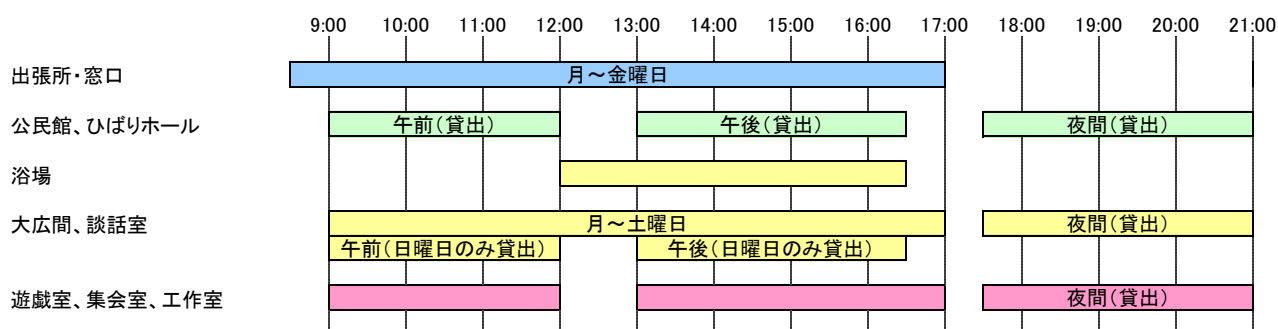 9:00 10:00 11:00 12:00 13:00 14:00 15:00 16:00 17:00 18:00 19:00 20:00 21:00
出張所・窓口 月～金曜日
公民館、ひばりホール 午前(貸出) 午後(貸出) 夜間(貸出)
浴場
大広間、談話室 月～土曜日 夜間(貸出)
午前(日曜日のみ貸出) 午後(日曜日のみ貸出)
遊戯室、集会室、工作室 夜間(貸出)